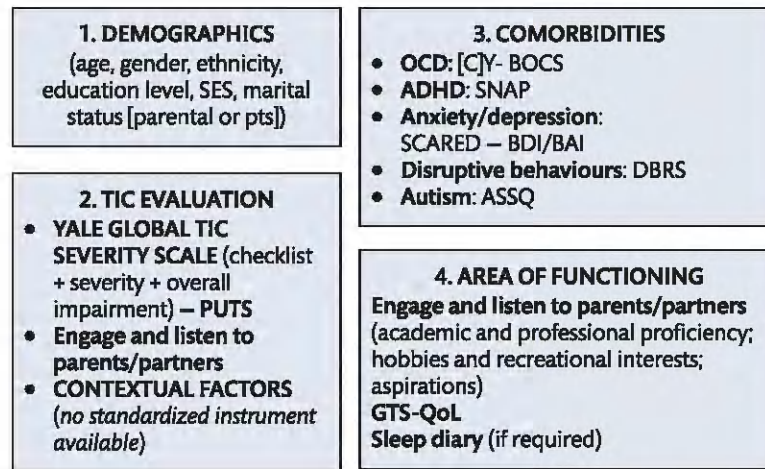 1. DEMOGRAPHICS
(age, gender, ethnicity,
education level, SES, marital
status [parental or pts])
2. TIC EVALUATION
• YALE GLOBAL TIC
SEVERITY SCALE (checklist
+ severity + overall
impairment) – PUTS
• Engage and listen to
parents/partners
• CONTEXTUAL FACTORS
(no standardized instrument
available)
3. COMORBIDITIES
• OCD: [C]Y- BOCS
• ADHD: SNAP
• Anxiety/depression:
SCARED – BDI/BAI
• Disruptive behaviours: DBRS
• Autism: ASSQ
4. AREA OF FUNCTIONING
Engage and listen to parents/partners
(academic and professional proficiency;
hobbies and recreational interests;
aspirations)
GTS-QoL
Sleep diary (if required)